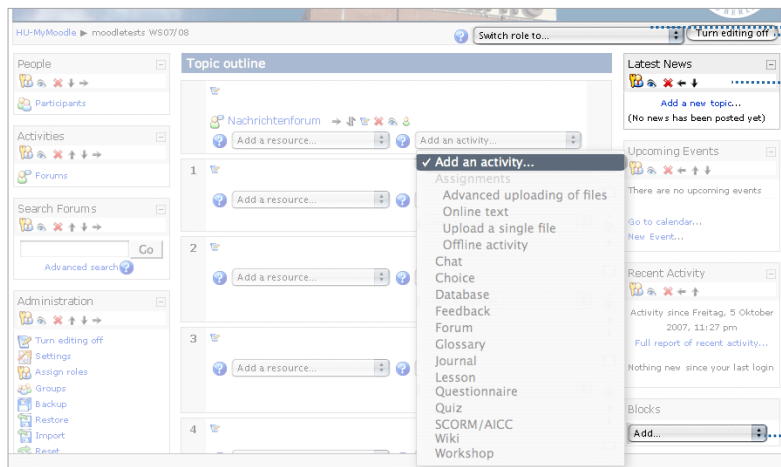 HU-MyMoodle ► moodletests WS07/08
Switch role to...
Turn editing off
People
Participants
Activities
Forums
Search Forums
Go
Advanced search
Administration
Turn editing off
Settings
Assign roles
Groups
Backup
Restore
Import
Reset
Topic outline
Nachrichtenforum
Add a resource...
Add an activity...
1
Add a resource...
2
Add a resource...
3
Add a resource...
4
✓ Add an activity...
Assignments
Advanced uploading of files
Online text
Upload a single file
Offline activity
Chat
Choice
Database
Feedback
Forum
Glossary
Journal
Lesson
Questionnaire
Quiz
SCORM/AICC
Wiki
Workshop
Latest News
Add a new topic...
(No news has been posted yet)
Upcoming Events
There are no upcoming events
Go to calendar...
New Event...
Recent Activity
Activity since Freitag, 5 Oktober
2007, 11:27 pm
Full report of recent activity...
Nothing new since your last login
Blocks
Add...